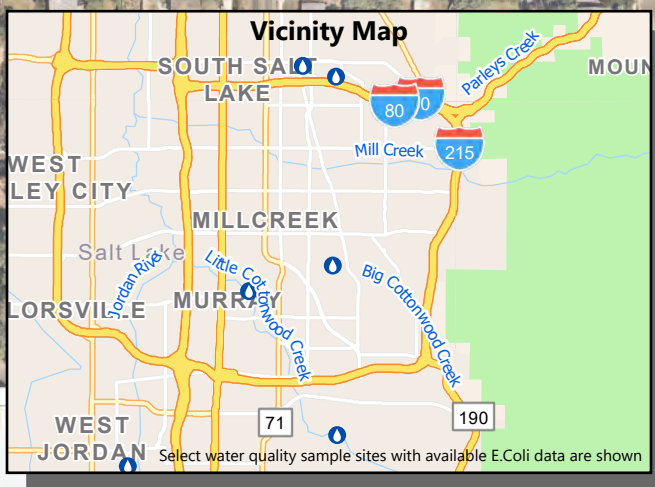 Vicinity Map
SOUTH SALT
LAKE
Parleys Creek
MOUN
80
0
215
Mill Creek
WEST
LEY CITY
MILLCREEK
Salt Lake
Jordan River
Little Cottonwood Creek
Big Cottonwood Creek
LORSVILLE
MURRAY
71
190
WEST
JORDAN
Select water quality sample sites with available E.Coli data are shown